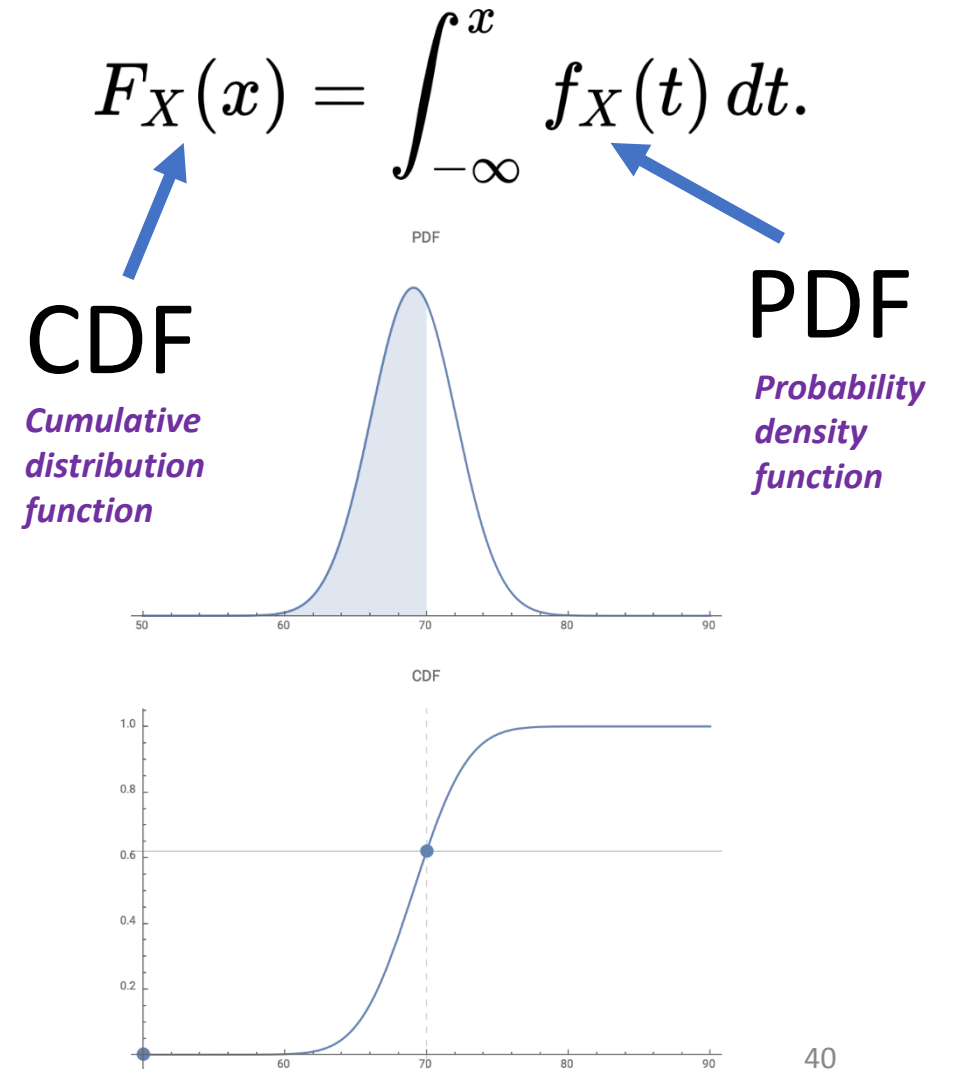 F_X(x) = ∫_{-∞}^{x} f_X(t) dt.
PDF
CDF
Cumulative
distribution
function
PDF
Probability
density
function
50 60 70 80 90
CDF
1.0
0.8
0.6
0.4
0.2
60 70 80 90
40